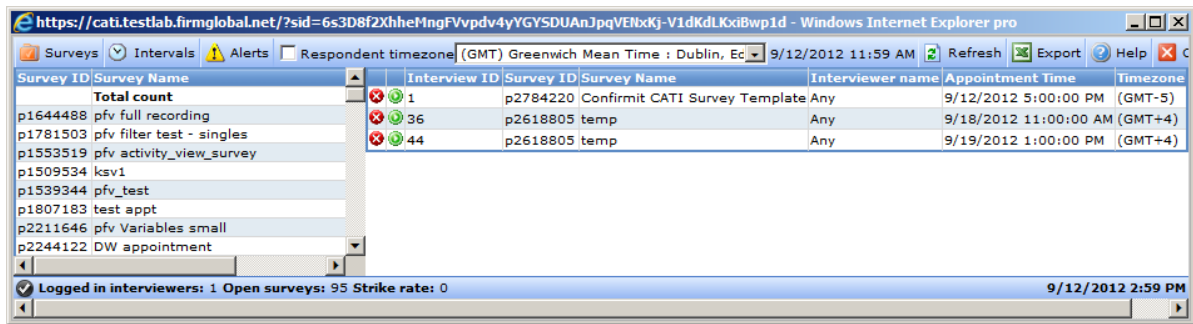 https://cati.testlab.firmglobal.net/?sid=6s3D8f2XhheMngFVvpdv4yYGYSDUAnJpqVENxKj-V1dKdLKxiBwp1d - Windows Internet Explorer pro
Surveys Intervals Alerts Respondent timezone (GMT) Greenwich Mean Time : Dublin, Ec 9/12/2012 11:59 AM Refresh Export Help C
Survey ID Survey Name Interview ID Survey ID Survey Name Interviewer name Appointment Time Timezone
Total count 1 p2784220 Confirmit CATI Survey Template Any 9/12/2012 5:00:00 PM (GMT-5)
p1644488 pfv full recording 36 p2618805 temp Any 9/18/2012 11:00:00 AM (GMT+4)
p1781503 pfv filter test - singles 44 p2618805 temp Any 9/19/2012 1:00:00 PM (GMT+4)
p1553519 pfv activity_view_survey
p1509534 ksv1
p1539344 pfv_test
p1807183 test appt
p2211646 pfv Variables small
p2244122 DW appointment
Logged in interviewers: 1 Open surveys: 95 Strike rate: 0 9/12/2012 2:59 PM